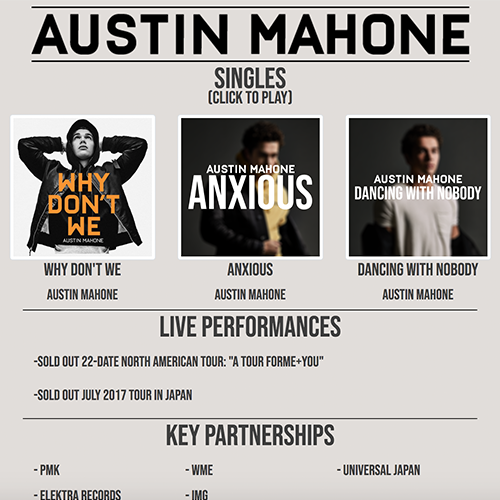 AUSTIN MAHONE
SINGLES
(CLICK TO PLAY)
WHY
DON'T
WE
AUSTIN MAHONE
AUSTIN MAHONE
ANXIOUS
AUSTIN MAHONE
DANCING WITH NOBODY
WHY DON'T WE
ANXIOUS
DANCING WITH NOBODY
AUSTIN MAHONE
AUSTIN MAHONE
AUSTIN MAHONE
LIVE PERFORMANCES
-SOLD OUT 22-DATE NORTH AMERICAN TOUR: "A TOUR FORME+YOU"
-SOLD OUT JULY 2017 TOUR IN JAPAN
KEY PARTNERSHIPS
- PMK
- WME
- UNIVERSAL JAPAN
- ELEKTRA RECORDS
- IMG